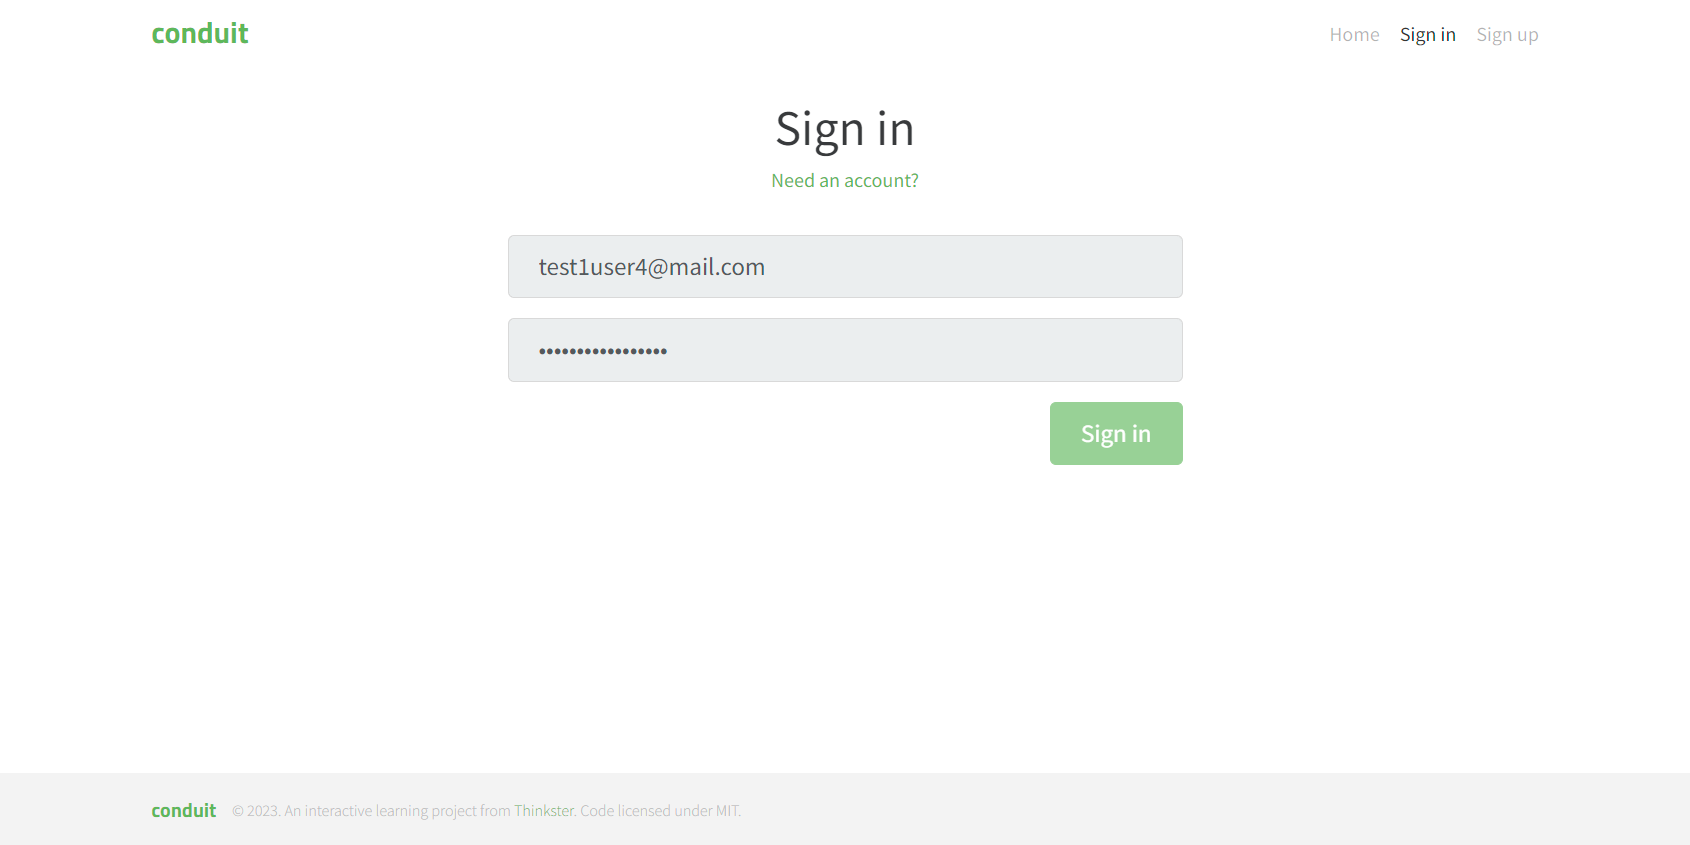 conduit
Home Sign in Sign up
Sign in
Need an account?
test1user4@mail.com
•••••••••••••••••
Sign in
conduit © 2023. An interactive learning project from Thinkster. Code licensed under MIT.